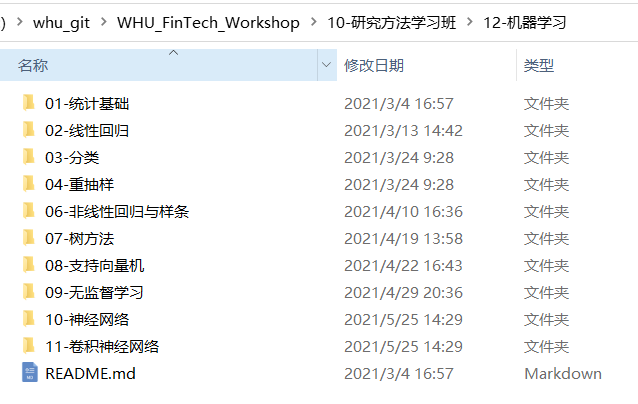 ) > whu_git > WHU_FinTech_Workshop > 10-研究方法学习班 > 12-机器学习
名称 修改日期 类型
01-统计基础 2021/3/4 16:57 文件夹
02-线性回归 2021/3/13 14:42 文件夹
03-分类 2021/3/24 9:28 文件夹
04-重抽样 2021/3/24 9:28 文件夹
06-非线性回归与样条 2021/4/10 16:36 文件夹
07-树方法 2021/4/19 13:58 文件夹
08-支持向量机 2021/4/22 16:43 文件夹
09-无监督学习 2021/4/29 20:36 文件夹
10-神经网络 2021/5/25 14:29 文件夹
11-卷积神经网络 2021/5/25 14:29 文件夹
README.md 2021/3/4 16:57 Markdown